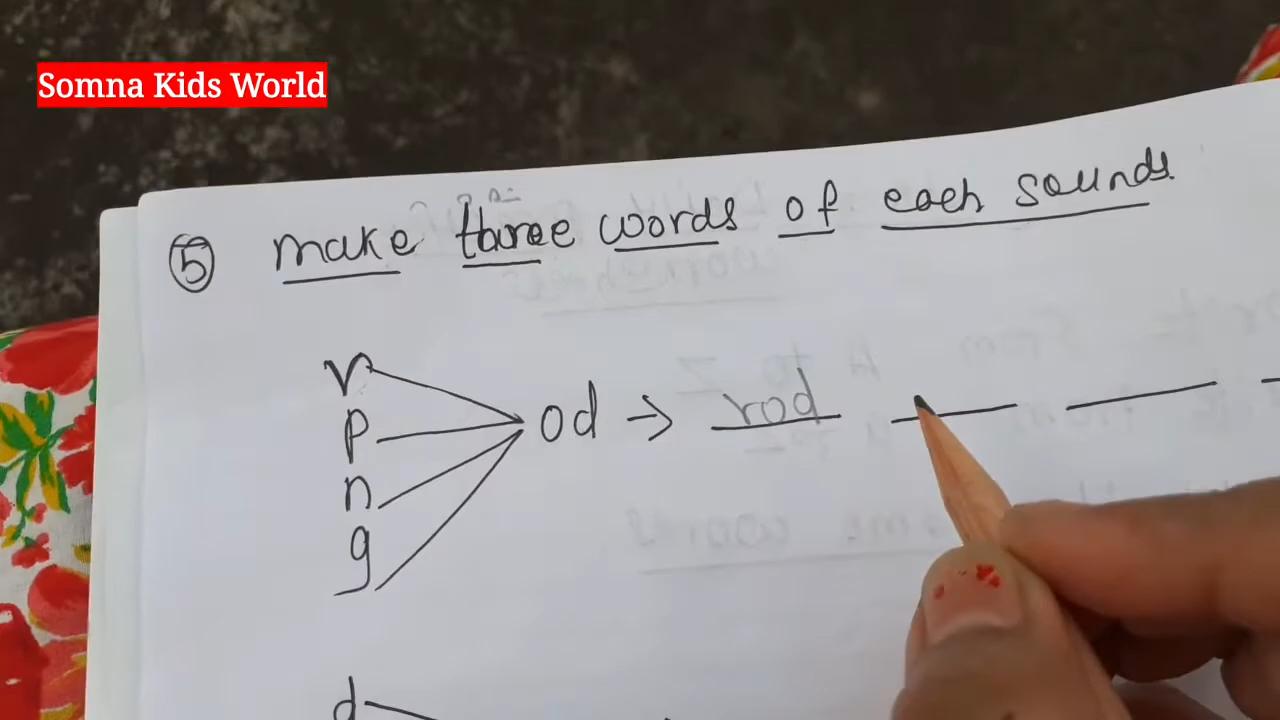 Somna Kids World
5 make three words of each sounds.
r
p
n
g
od → rod
d